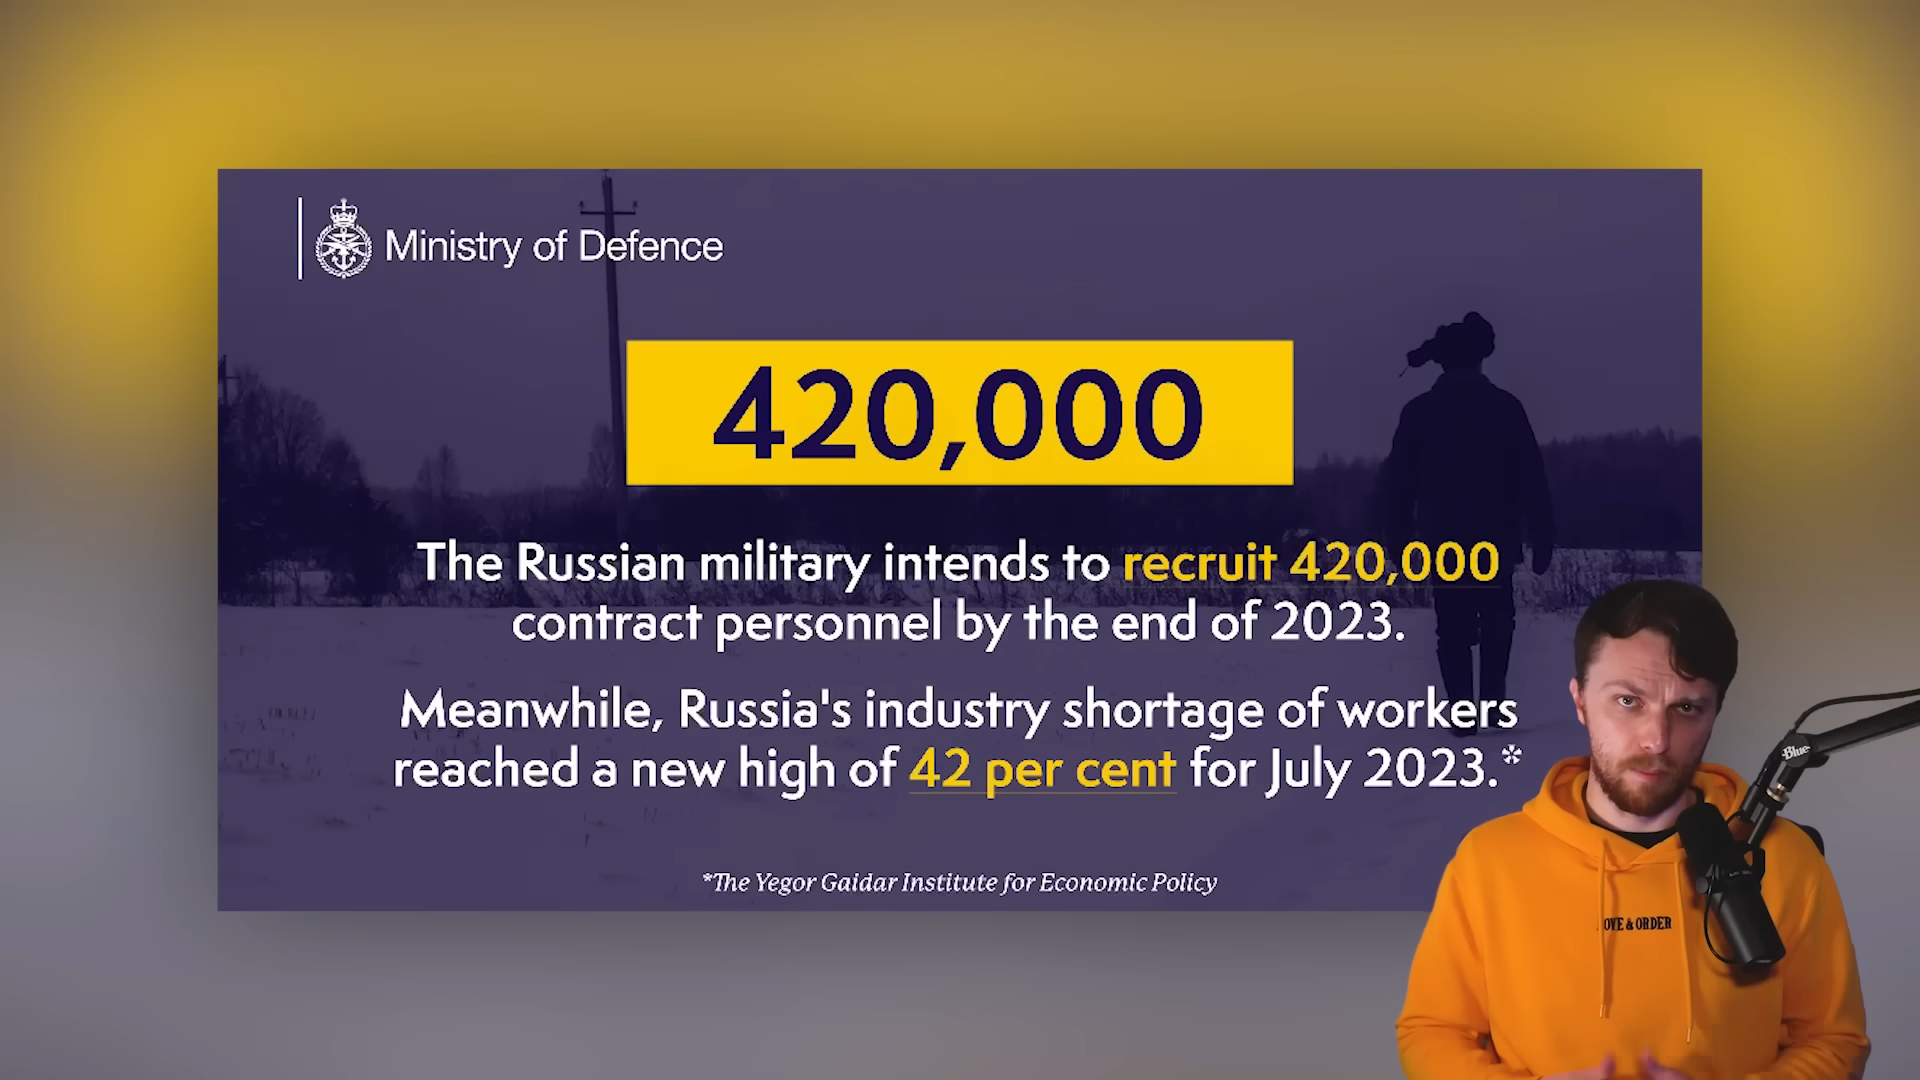 Ministry of Defence
420,000
The Russian military intends to recruit 420,000
contract personnel by the end of 2023.
Meanwhile, Russia's industry shortage of workers
reached a new high of 42 per cent for July 2023.*
*The Yegor Gaidar Institute for Economic Policy
Blue
OVE & ORDER